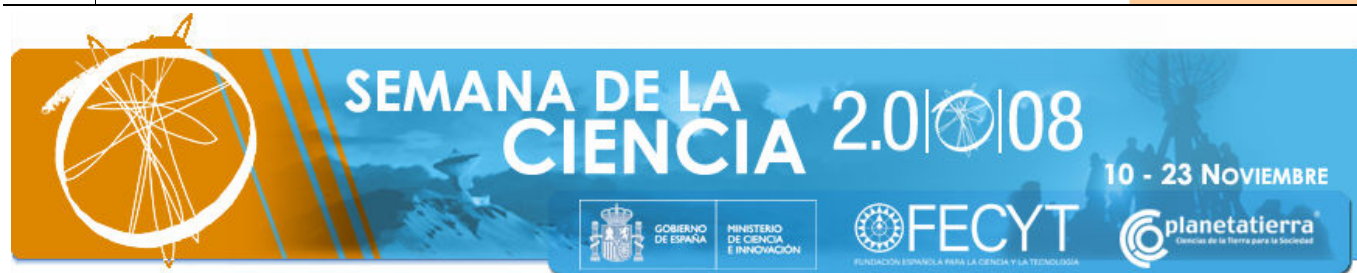 SEMANA DE LA
CIENCIA
2.0||08
10 - 23 NOVIEMBRE
GOBIERNO
DE ESPAÑA
MINISTERIO
DE CIENCIA
E INNOVACIÓN
FECYT
FUNDACIÓN ESPAÑOLA PARA LA CIENCIA Y LA TECNOLOGÍA
planetatierra
Ciencias de la Tierra para la Sociedad